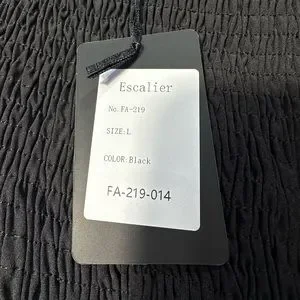 Escalier
No.FA-219
SIZE:L
COLOR:Black
FA-219-014